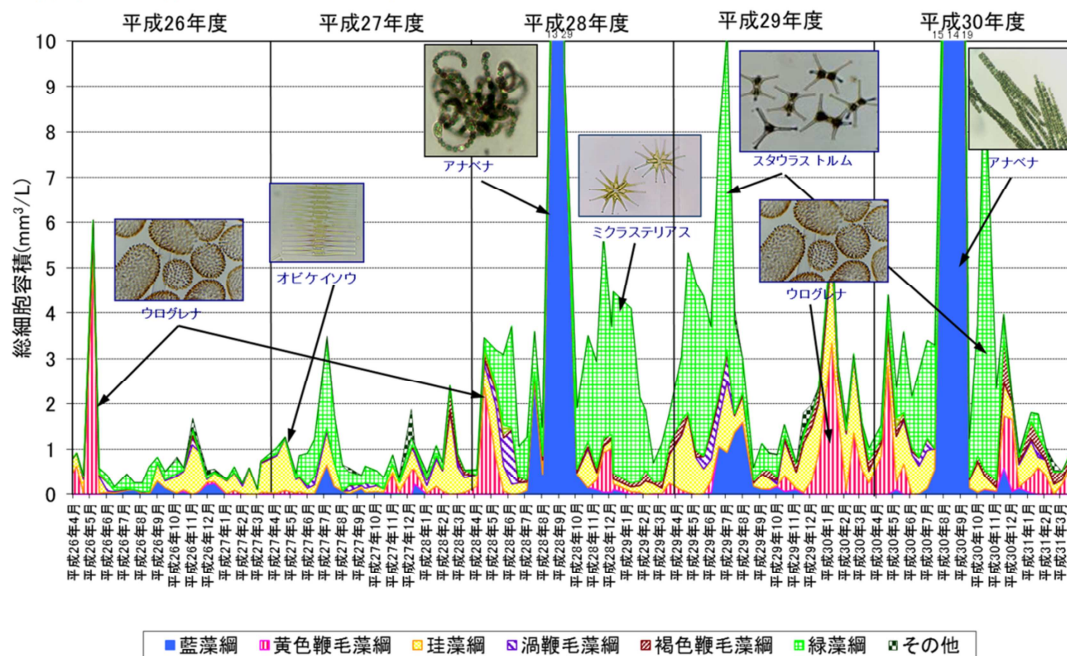 平成26年度
平成27年度
平成28年度
平成29年度
平成30年度
総細胞容積(mm³/L)
10
9
8
7
6
5
4
3
2
1
0
13 29
15 14 19
アナベナ
スタウラストルム
アナベナ
ミクラステリアス
オビケイソウ
ウログレナ
ウログレナ
平成26年4月
平成26年5月
平成26年6月
平成26年7月
平成26年8月
平成26年9月
平成26年10月
平成26年11月
平成26年12月
平成27年1月
平成27年2月
平成27年3月
平成27年4月
平成27年5月
平成27年6月
平成27年7月
平成27年8月
平成27年9月
平成27年10月
平成27年11月
平成27年12月
平成28年1月
平成28年2月
平成28年3月
平成28年4月
平成28年5月
平成28年6月
平成28年7月
平成28年8月
平成28年9月
平成28年10月
平成28年11月
平成28年12月
平成29年1月
平成29年2月
平成29年3月
平成29年4月
平成29年5月
平成29年6月
平成29年7月
平成29年8月
平成29年9月
平成29年10月
平成29年11月
平成29年12月
平成30年1月
平成30年2月
平成30年3月
平成30年4月
平成30年5月
平成30年6月
平成30年7月
平成30年8月
平成30年9月
平成30年10月
平成30年11月
平成30年12月
平成31年1月
平成31年2月
平成31年3月
藍藻綱 黄色鞭毛藻綱 珪藻綱 渦鞭毛藻綱 褐色鞭毛藻綱 緑藻綱 その他